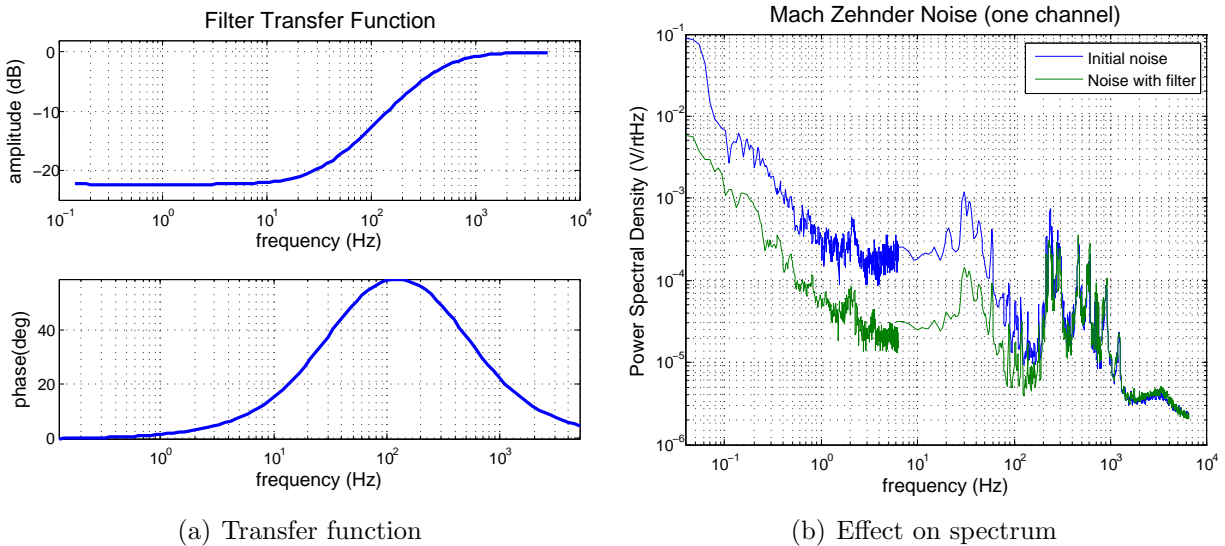 Filter Transfer Function
amplitude (dB)
0
−10
−20
10^-1
10^0
10^1
10^2
10^3
10^4
frequency (Hz)
phase(deg)
40
20
0
10^0
10^1
10^2
10^3
frequency (Hz)
(a) Transfer function
Mach Zehnder Noise (one channel)
Initial noise
Noise with filter
Power Spectral Density (V/rtHz)
10^-1
10^-2
10^-3
10^-4
10^-5
10^-6
10^-1
10^0
10^1
10^2
10^3
10^4
frequency (Hz)
(b) Effect on spectrum